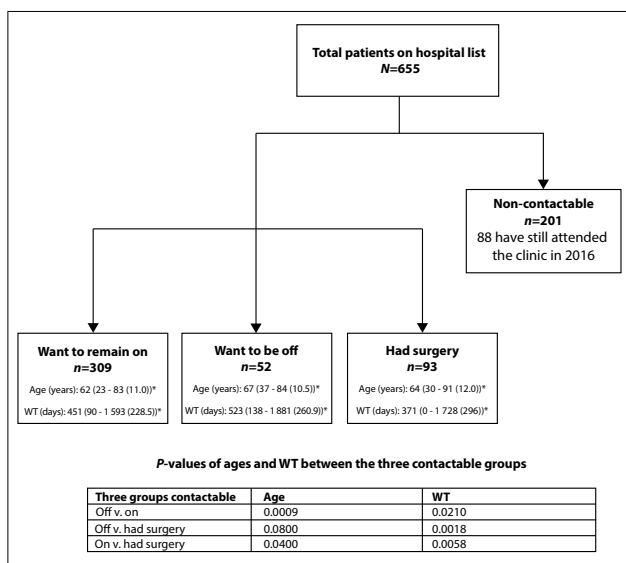 Total patients on hospital list
N=655
Non-contactable
n=201
88 have still attended
the clinic in 2016
Want to remain on
n=309
Age (years): 62 (23 - 83 (11.0))*
WT (days): 451 (90 - 1 593 (228.5))*
Want to be off
n=52
Age (years): 67 (37 - 84 (10.5))*
WT (days): 523 (138 - 1 881 (260.9))*
Had surgery
n=93
Age (years): 64 (30 - 91 (12.0))*
WT (days): 371 (0 - 1 728 (296))*
P-values of ages and WT between the three contactable groups
Three groups contactable Age WT
Off v. on 0.0009 0.0210
Off v. had surgery 0.0800 0.0018
On v. had surgery 0.0400 0.0058